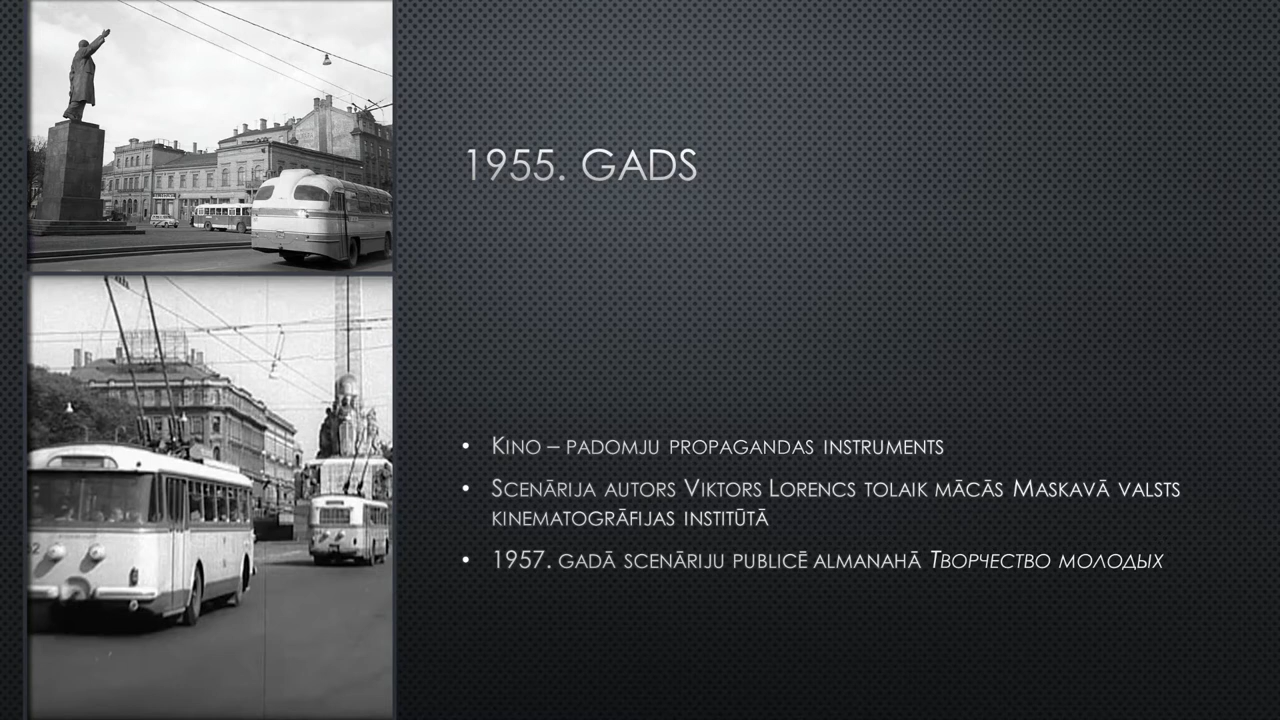 1955. GADS
• KINO – PADOMJU PROPAGANDAS INSTRUMENTS
• SCENĀRIJA AUTORS VIKTORS LORENCS TOLAIK MĀCĀS MASKAVĀ VALSTS
KINEMATOGRĀFIJAS INSTITŪTĀ
• 1957. GADĀ SCENĀRIJU PUBLICĒ ALMANAHĀ ТВОРЧЕСТВО МОЛОДЫХ